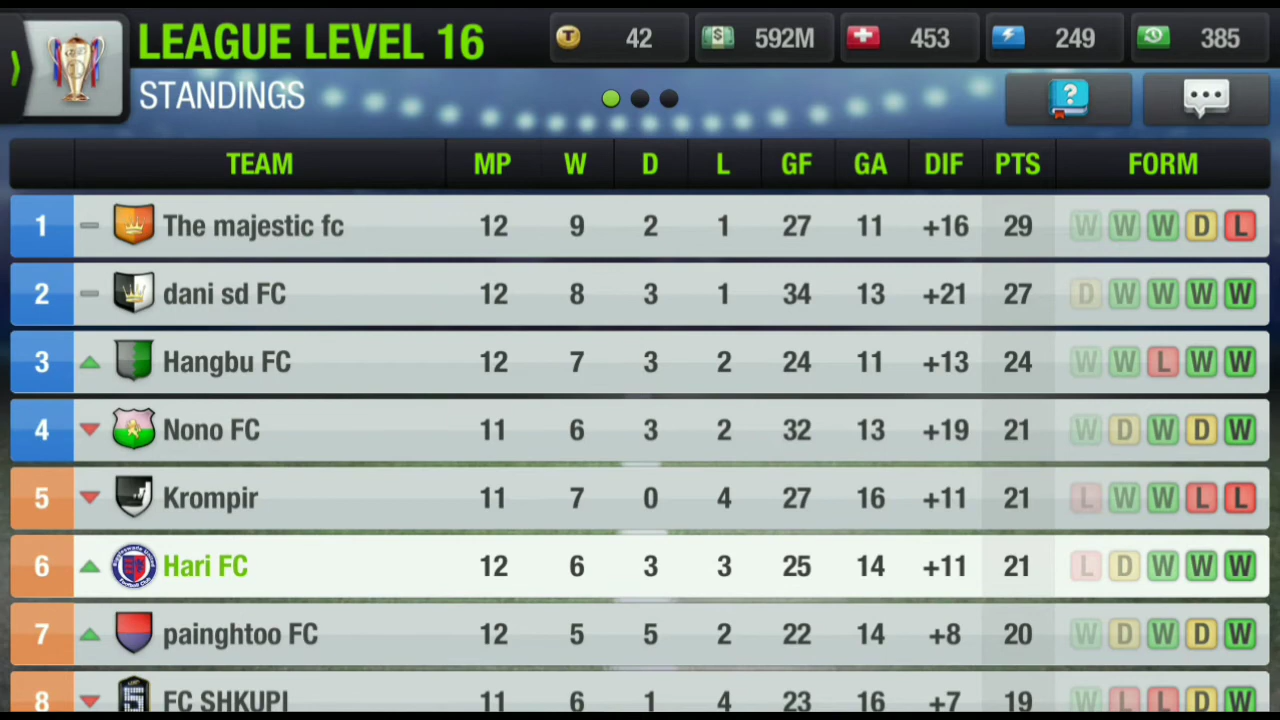 LEAGUE LEVEL 16 42 592M 453 249 385
STANDINGS
TEAM MP W D L GF GA DIF PTS FORM
1 The majestic fc 12 9 2 1 27 11 +16 29 W W W D L
2 dani sd FC 12 8 3 1 34 13 +21 27 D W W W W
3 Hangbu FC 12 7 3 2 24 11 +13 24 W W L W W
4 Nono FC 11 6 3 2 32 13 +19 21 W D W D W
5 Krompir 11 7 0 4 27 16 +11 21 L W W L L
6 Hari FC 12 6 3 3 25 14 +11 21 L D W W W
7 painghtoo FC 12 5 5 2 22 14 +8 20 W D W D W
8 FC SHKUPI 11 6 1 4 23 16 +7 19 W L L D W